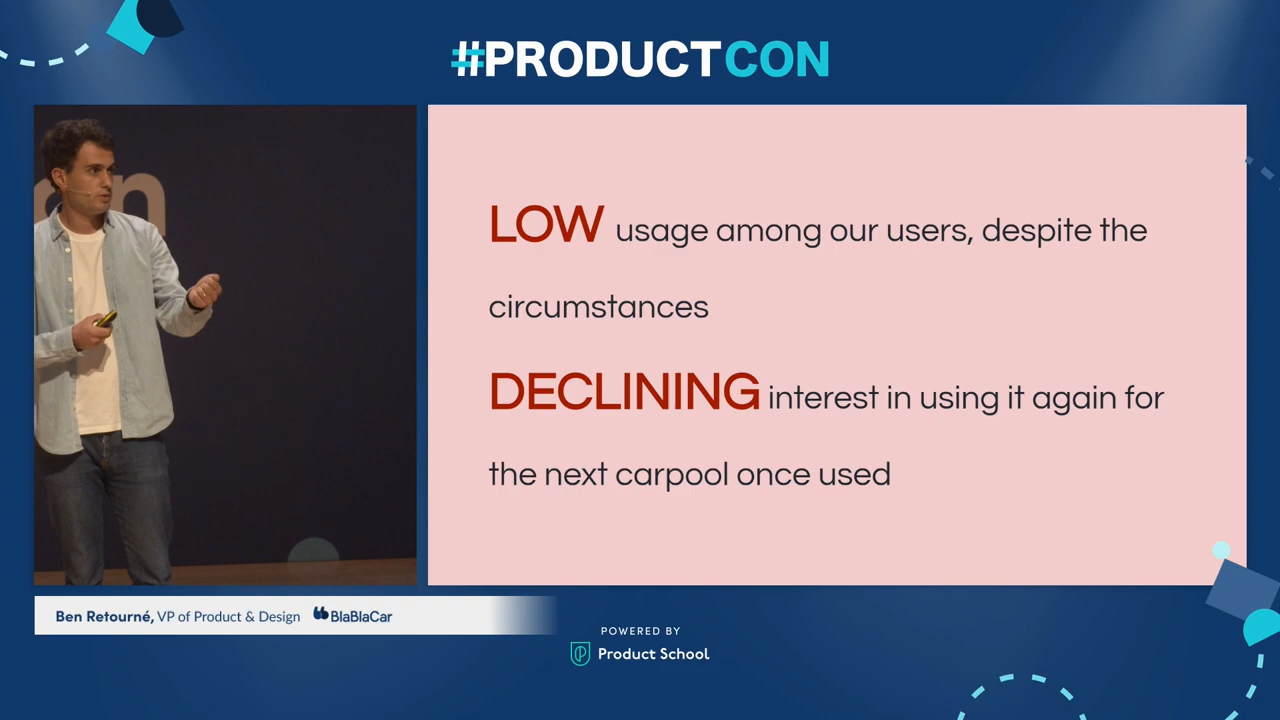 #PRODUCTCON
LOW usage among our users, despite the
circumstances
DECLINING interest in using it again for
the next carpool once used
Ben Retourné, VP of Product & Design BlaBlaCar
POWERED BY
Product School